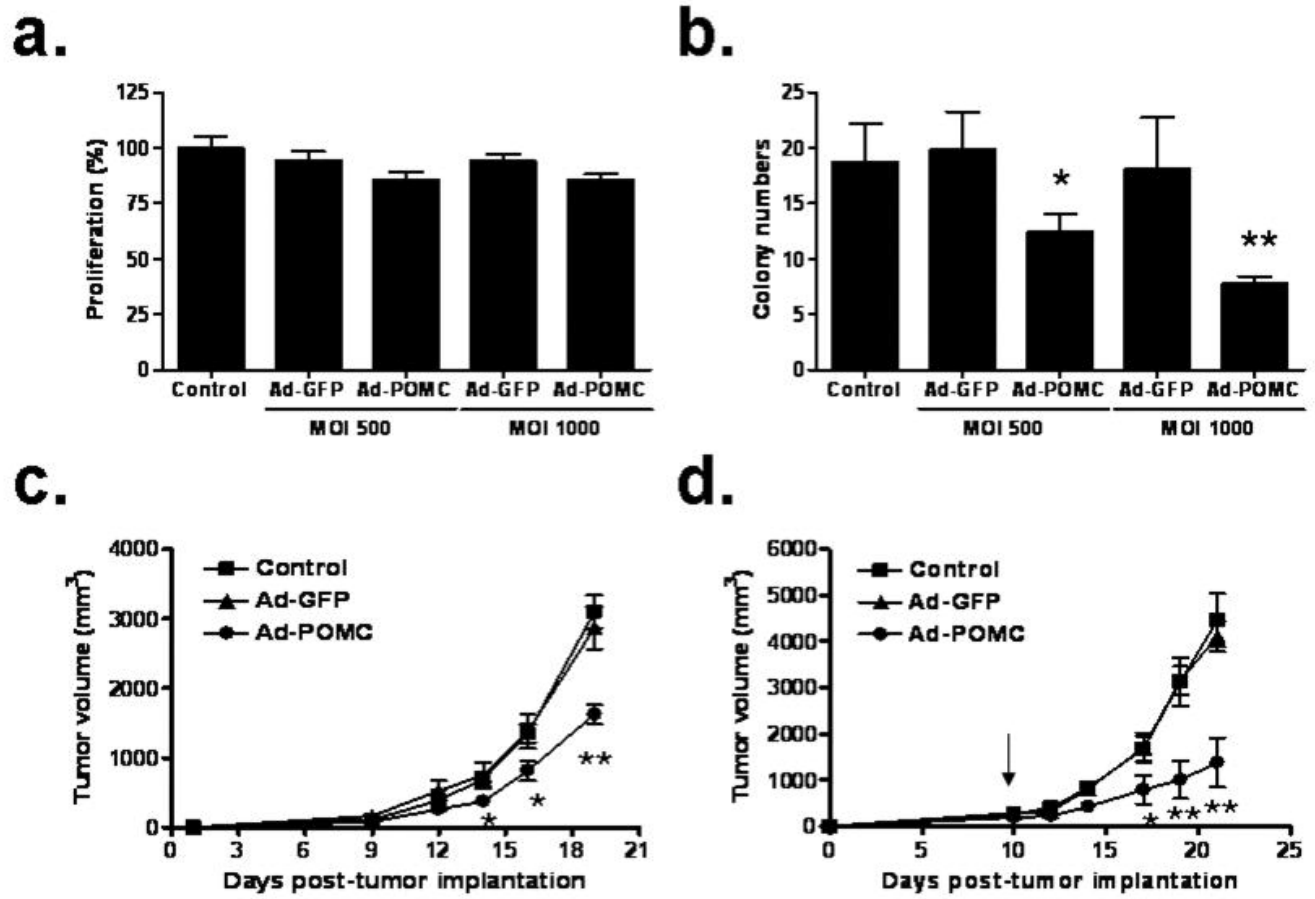 a.
Proliferation (%)
125
100
75
50
25
0
Control Ad-GFP Ad-POMC Ad-GFP Ad-POMC
MOI 500 MOI 1000
b.
Colony numbers
25
20
15
10
5
0
*
**
Control Ad-GFP Ad-POMC Ad-GFP Ad-POMC
MOI 500 MOI 1000
c.
Tumor volume (mm³)
4000
3000
2000
1000
0
Control
Ad-GFP
Ad-POMC
* * **
0 3 6 9 12 15 18 21
Days post-tumor implantation
d.
Tumor volume (mm³)
6000
5000
4000
3000
2000
1000
0
Control
Ad-GFP
Ad-POMC
* ** **
0 5 10 15 20 25
Days post-tumor implantation